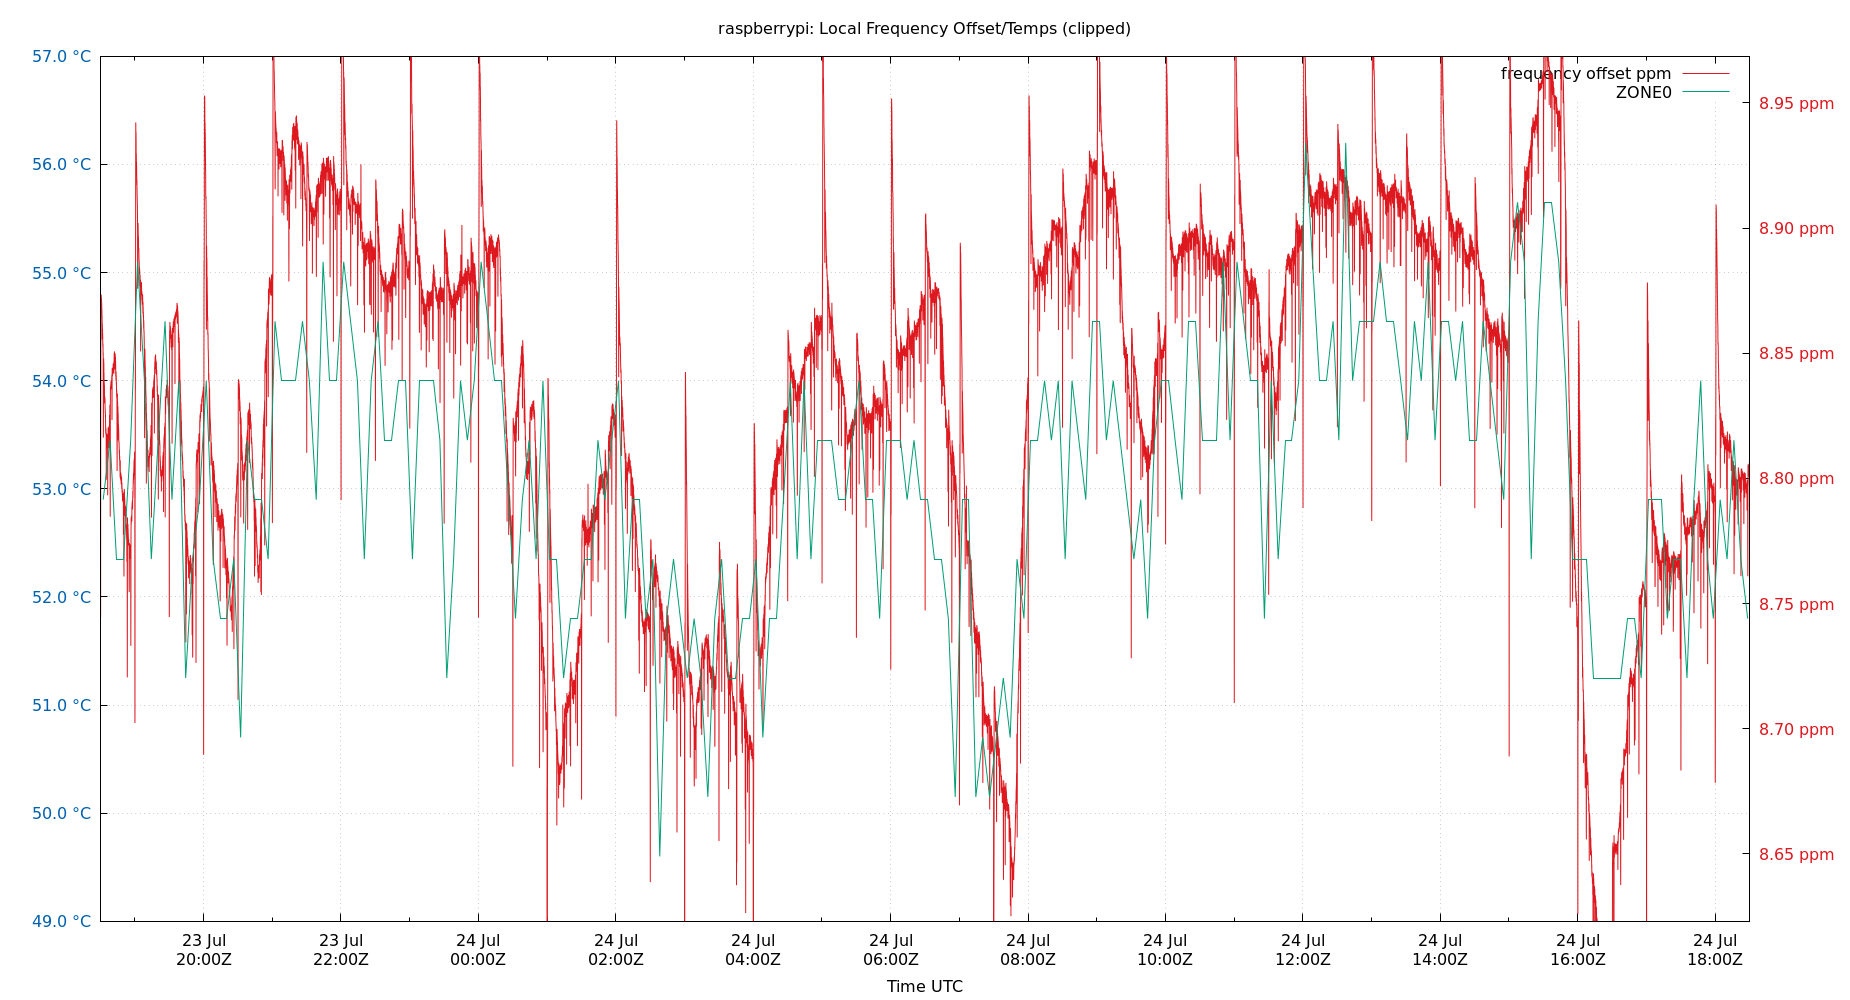 raspberrypi: Local Frequency Offset/Temps (clipped)
57.0 °C
56.0 °C
55.0 °C
54.0 °C
53.0 °C
52.0 °C
51.0 °C
50.0 °C
49.0 °C
frequency offset ppm
ZONE0
8.95 ppm
8.90 ppm
8.85 ppm
8.80 ppm
8.75 ppm
8.70 ppm
8.65 ppm
23 Jul
20:00Z
23 Jul
22:00Z
24 Jul
00:00Z
24 Jul
02:00Z
24 Jul
04:00Z
24 Jul
06:00Z
24 Jul
08:00Z
24 Jul
10:00Z
24 Jul
12:00Z
24 Jul
14:00Z
24 Jul
16:00Z
24 Jul
18:00Z
Time UTC